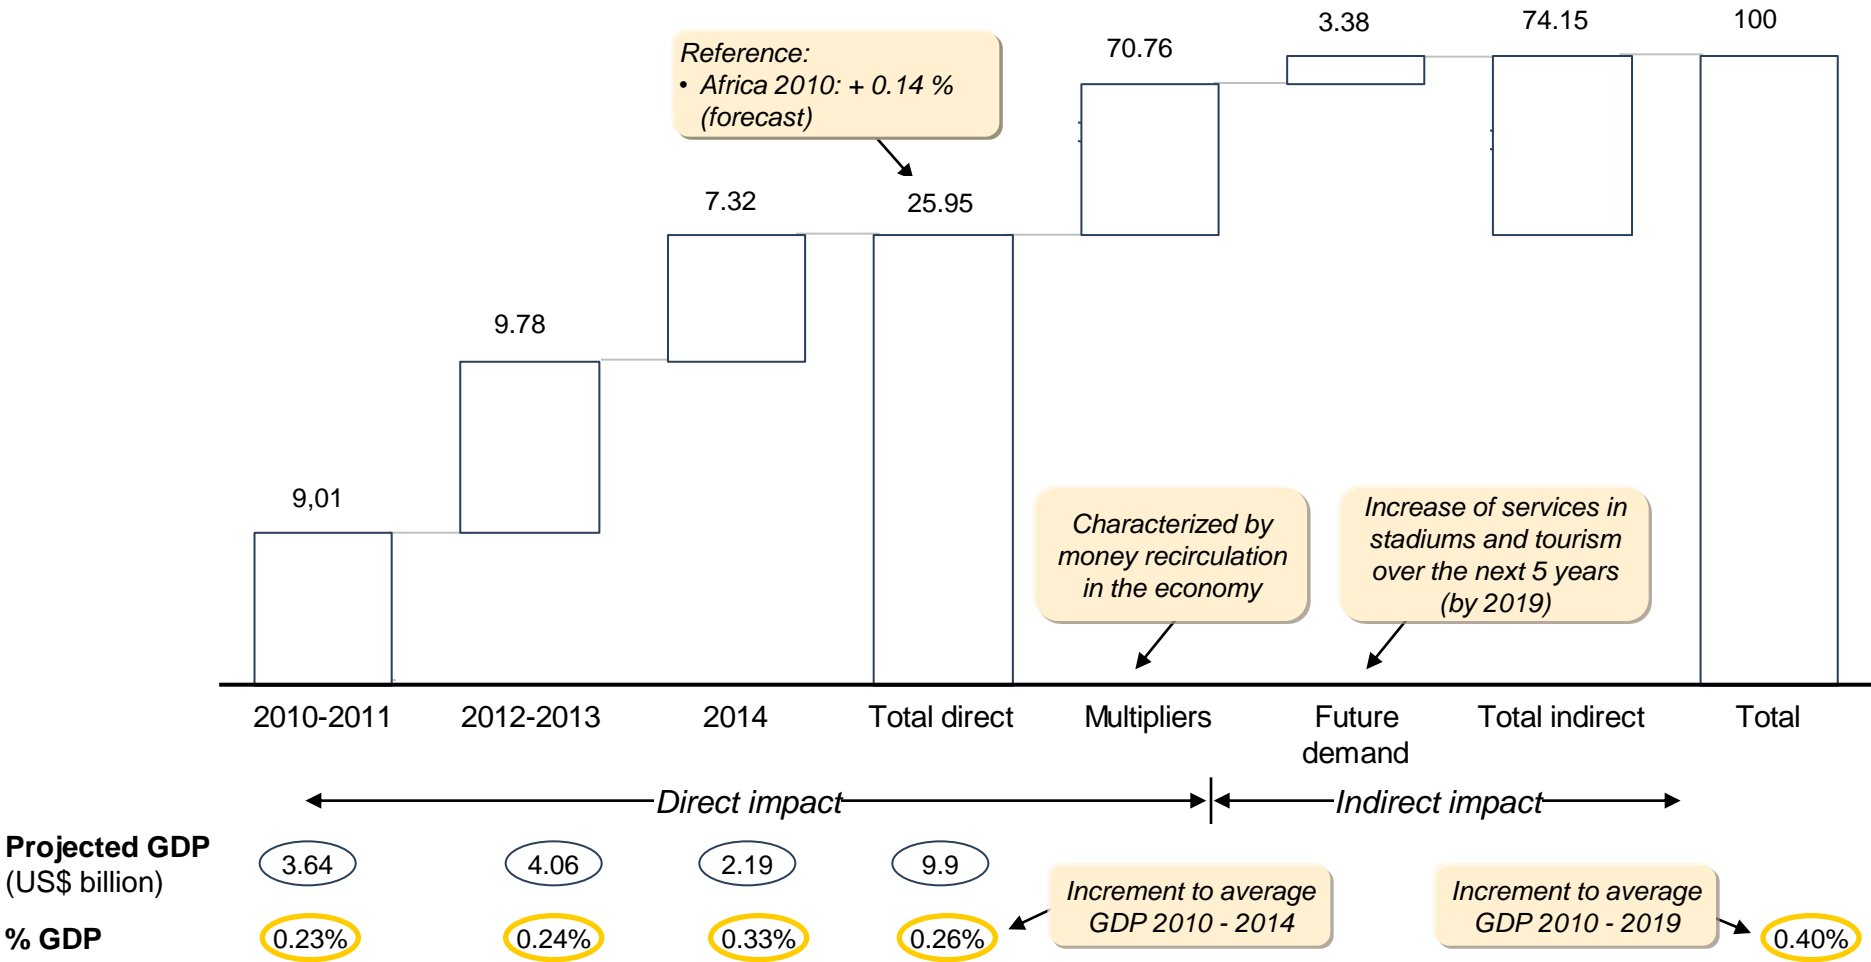 3.38
74.15
100
70.76
Reference:
• Africa 2010: + 0.14 %
(forecast)
7.32
25.95
9.78
9,01
Characterized by
money recirculation
in the economy
Increase of services in
stadiums and tourism
over the next 5 years
(by 2019)
2010-2011
2012-2013
2014
Total direct
Multipliers
Future
demand
Total indirect
Total
Direct impact
Indirect impact
Projected GDP
(US$ billion)
3.64
4.06
2.19
9.9
Increment to average
GDP 2010 - 2014
Increment to average
GDP 2010 - 2019
% GDP
0.23%
0.24%
0.33%
0.26%
0.40%